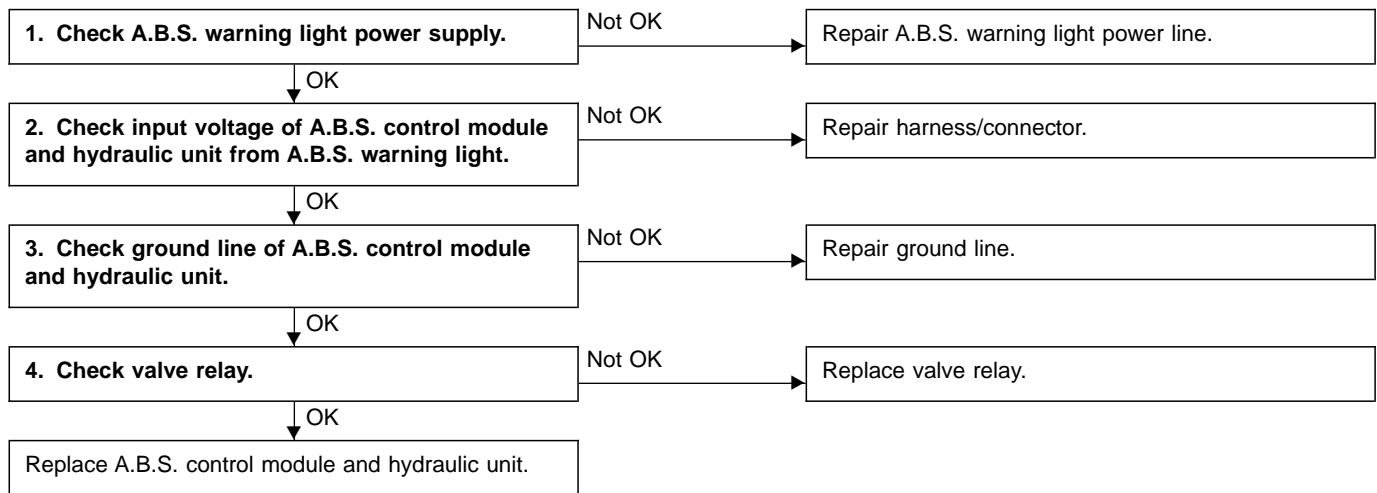 1. Check A.B.S. warning light power supply.
Not OK
Repair A.B.S. warning light power line.
OK
2. Check input voltage of A.B.S. control module
and hydraulic unit from A.B.S. warning light.
Not OK
Repair harness/connector.
OK
3. Check ground line of A.B.S. control module
and hydraulic unit.
Not OK
Repair ground line.
OK
4. Check valve relay.
Not OK
Replace valve relay.
OK
Replace A.B.S. control module and hydraulic unit.